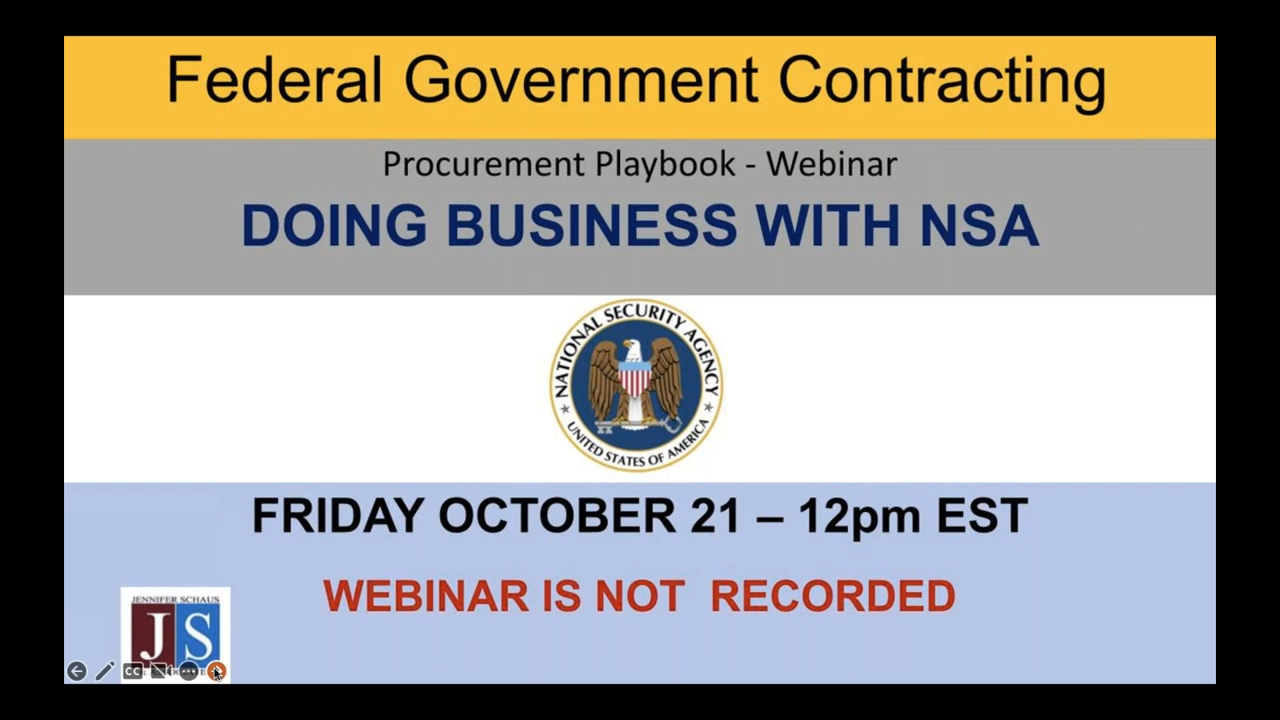 Federal Government Contracting
Procurement Playbook - Webinar
DOING BUSINESS WITH NSA
NATIONAL SECURITY AGENCY
UNITED STATES OF AMERICA
FRIDAY OCTOBER 21 – 12pm EST
WEBINAR IS NOT RECORDED
JENNIFER SCHAUS
JS
CC